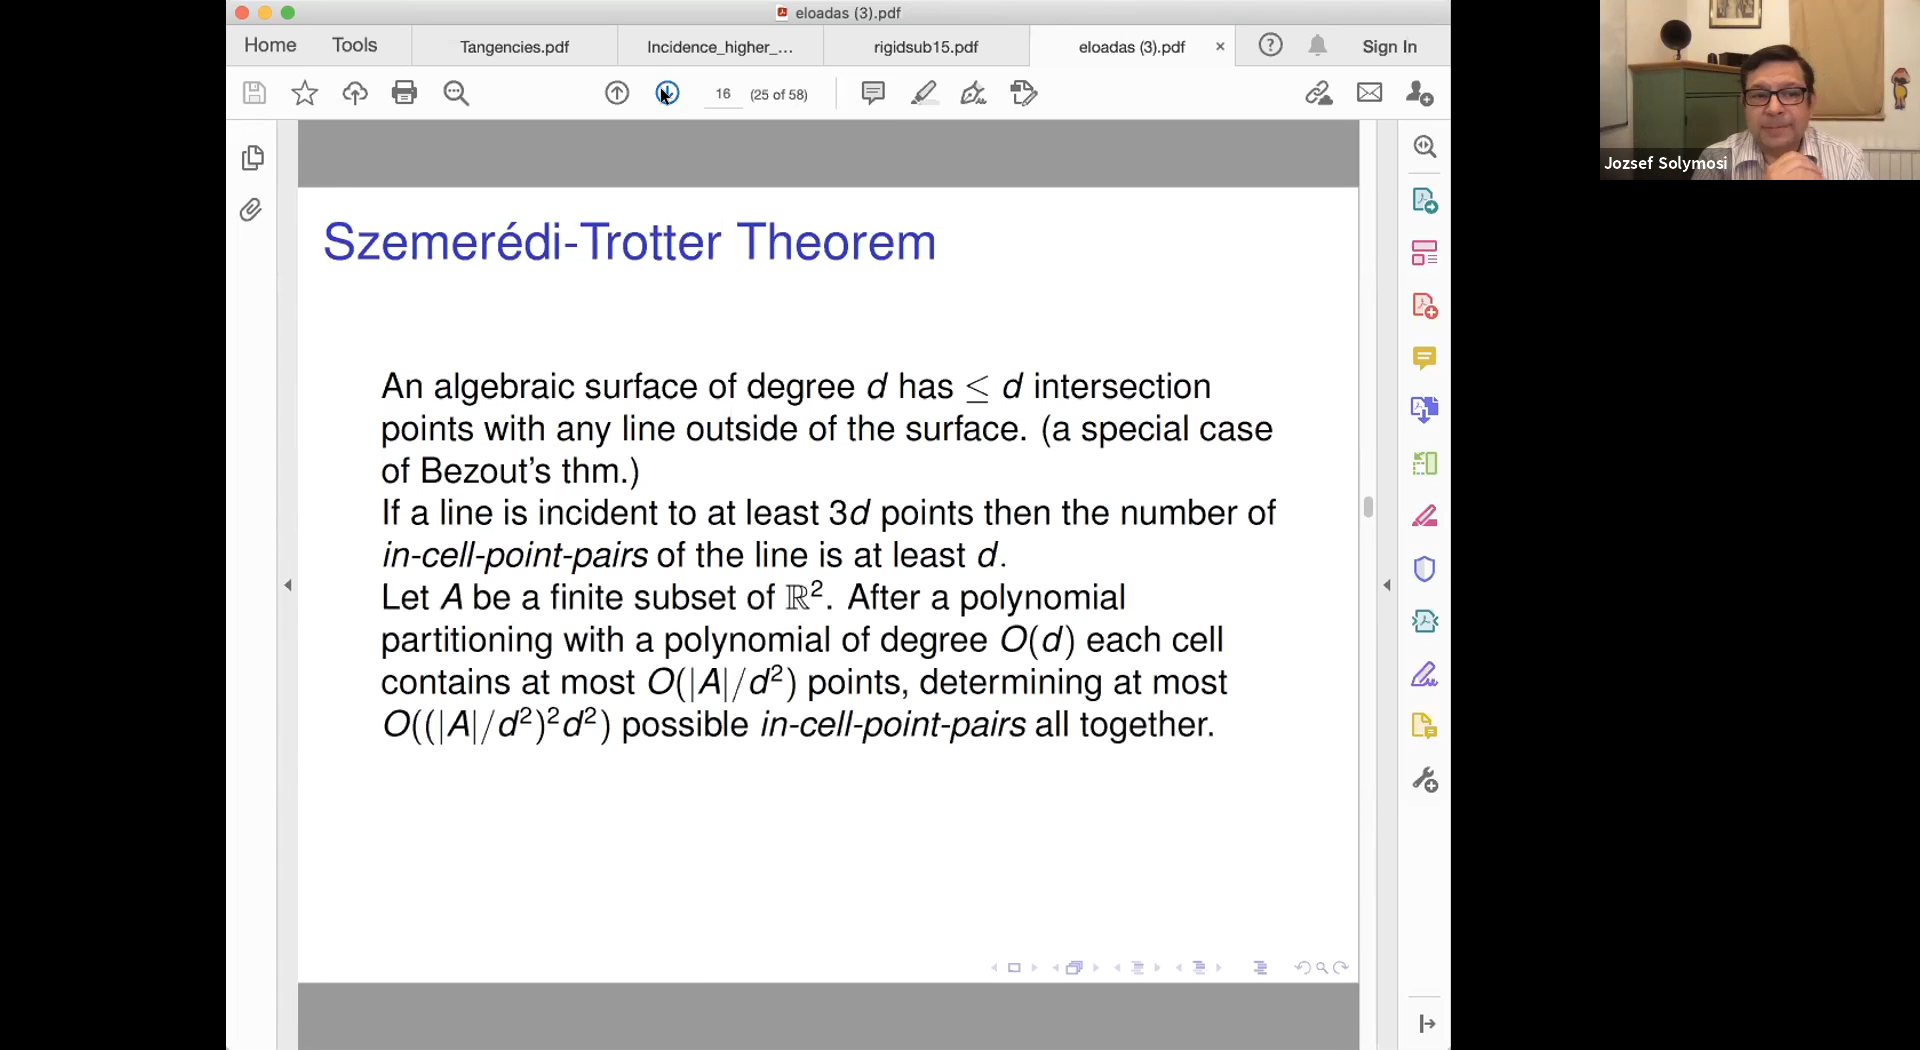 eloadas (3).pdf
Home Tools Tangencies.pdf Incidence_higher_... rigidsub15.pdf eloadas (3).pdf × Sign In
16 (25 of 58)
Jozsef Solymosi
Szemerédi-Trotter Theorem
An algebraic surface of degree d has ≤ d intersection
points with any line outside of the surface. (a special case
of Bezout's thm.)
If a line is incident to at least 3d points then the number of
in-cell-point-pairs of the line is at least d.
Let A be a finite subset of ℝ². After a polynomial
partitioning with a polynomial of degree O(d) each cell
contains at most O(|A|/d²) points, determining at most
O((|A|/d²)²d²) possible in-cell-point-pairs all together.